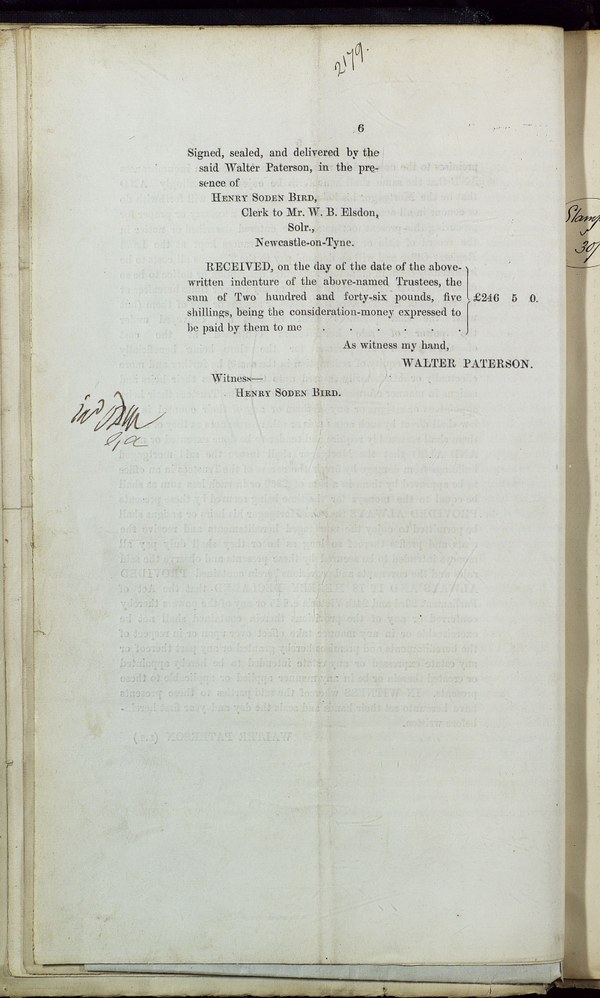 2179.
6
Signed, sealed, and delivered by the
said Walter Paterson, in the pre-
sence of
HENRY SODEN BIRD,
Clerk to Mr. W. B. Elsdon,
Solr.,
Newcastle-on-Tyne.
RECEIVED, on the day of the date of the above-
written indenture of the above-named Trustees, the
sum of Two hundred and forty-six pounds, five
shillings, being the consideration-money expressed to
be paid by them to me . . . . . .
£246 5 0.
As witness my hand,
WALTER PATERSON.
Witness—
HENRY SODEN BIRD.
Stamp
30/